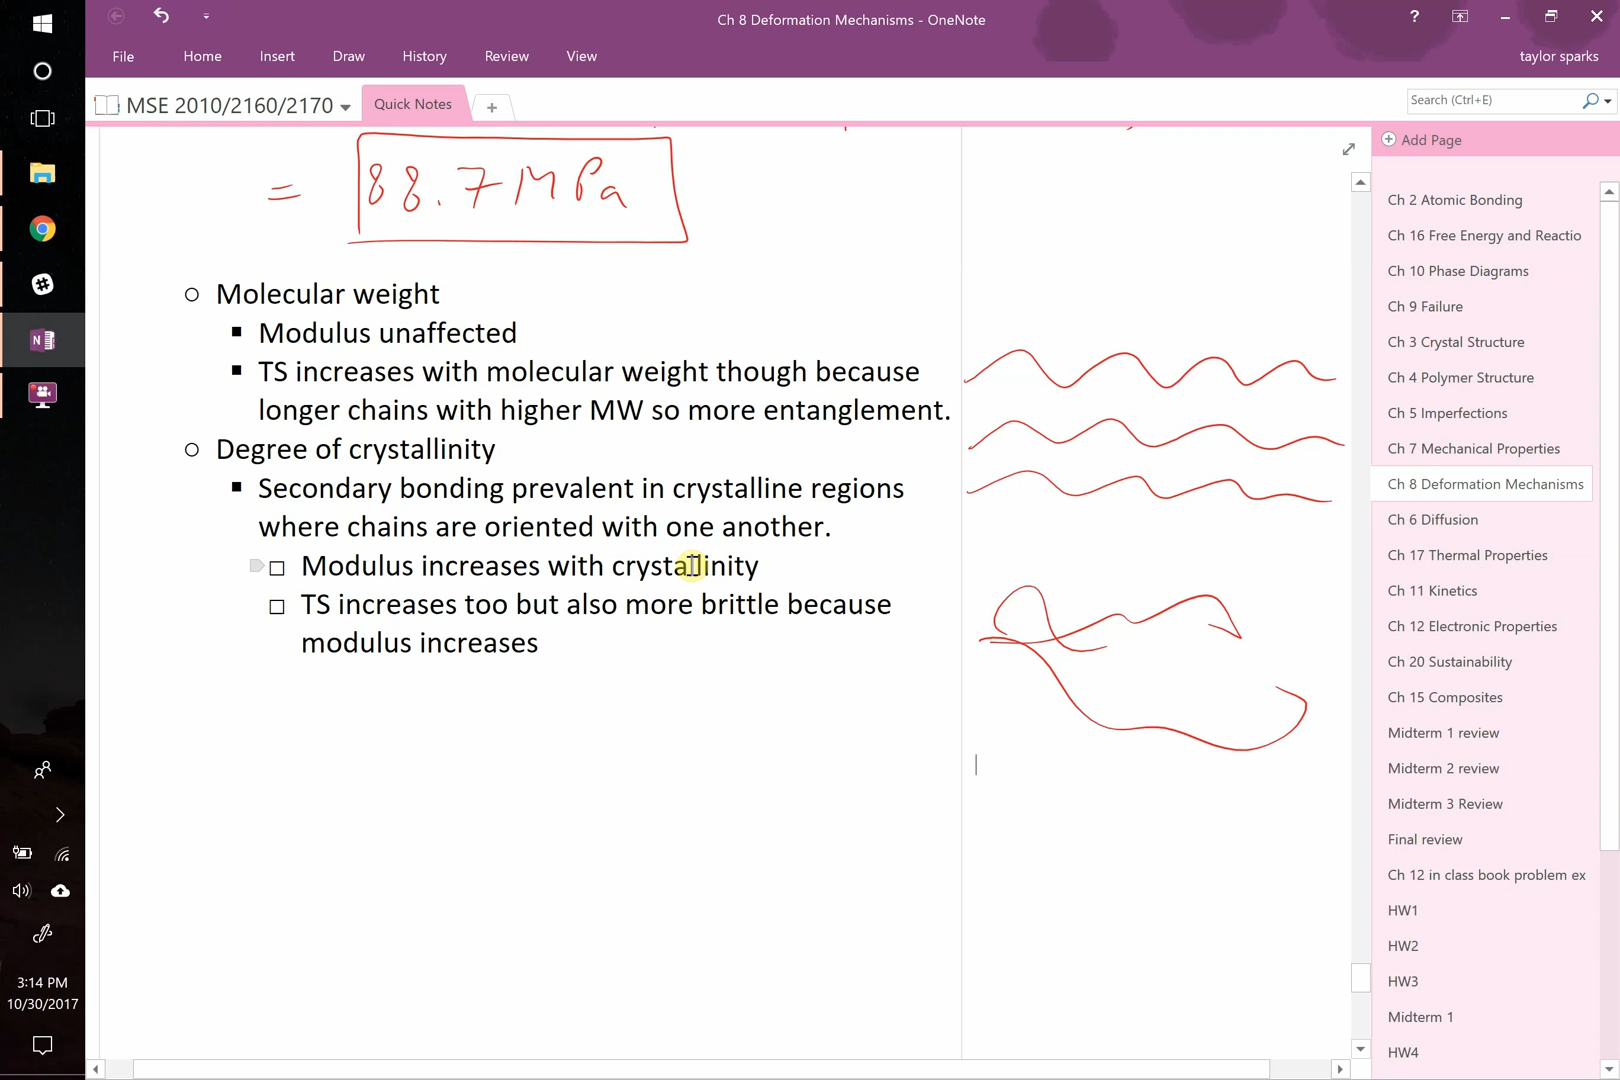 Ch 8 Deformation Mechanisms - OneNote
?
File Home Insert Draw History Review View
taylor sparks
MSE 2010/2160/2170
Quick Notes
+
Search (Ctrl+E)
= 88.7 MPa
Molecular weight
Modulus unaffected
TS increases with molecular weight though because
longer chains with higher MW so more entanglement.
Degree of crystallinity
Secondary bonding prevalent in crystalline regions
where chains are oriented with one another.
Modulus increases with crystallinity
TS increases too but also more brittle because
modulus increases
Add Page
Ch 2 Atomic Bonding
Ch 16 Free Energy and Reactio
Ch 10 Phase Diagrams
Ch 9 Failure
Ch 3 Crystal Structure
Ch 4 Polymer Structure
Ch 5 Imperfections
Ch 7 Mechanical Properties
Ch 8 Deformation Mechanisms
Ch 6 Diffusion
Ch 17 Thermal Properties
Ch 11 Kinetics
Ch 12 Electronic Properties
Ch 20 Sustainability
Ch 15 Composites
Midterm 1 review
Midterm 2 review
Midterm 3 Review
Final review
Ch 12 in class book problem ex
HW1
HW2
HW3
Midterm 1
HW4
3:14 PM
10/30/2017